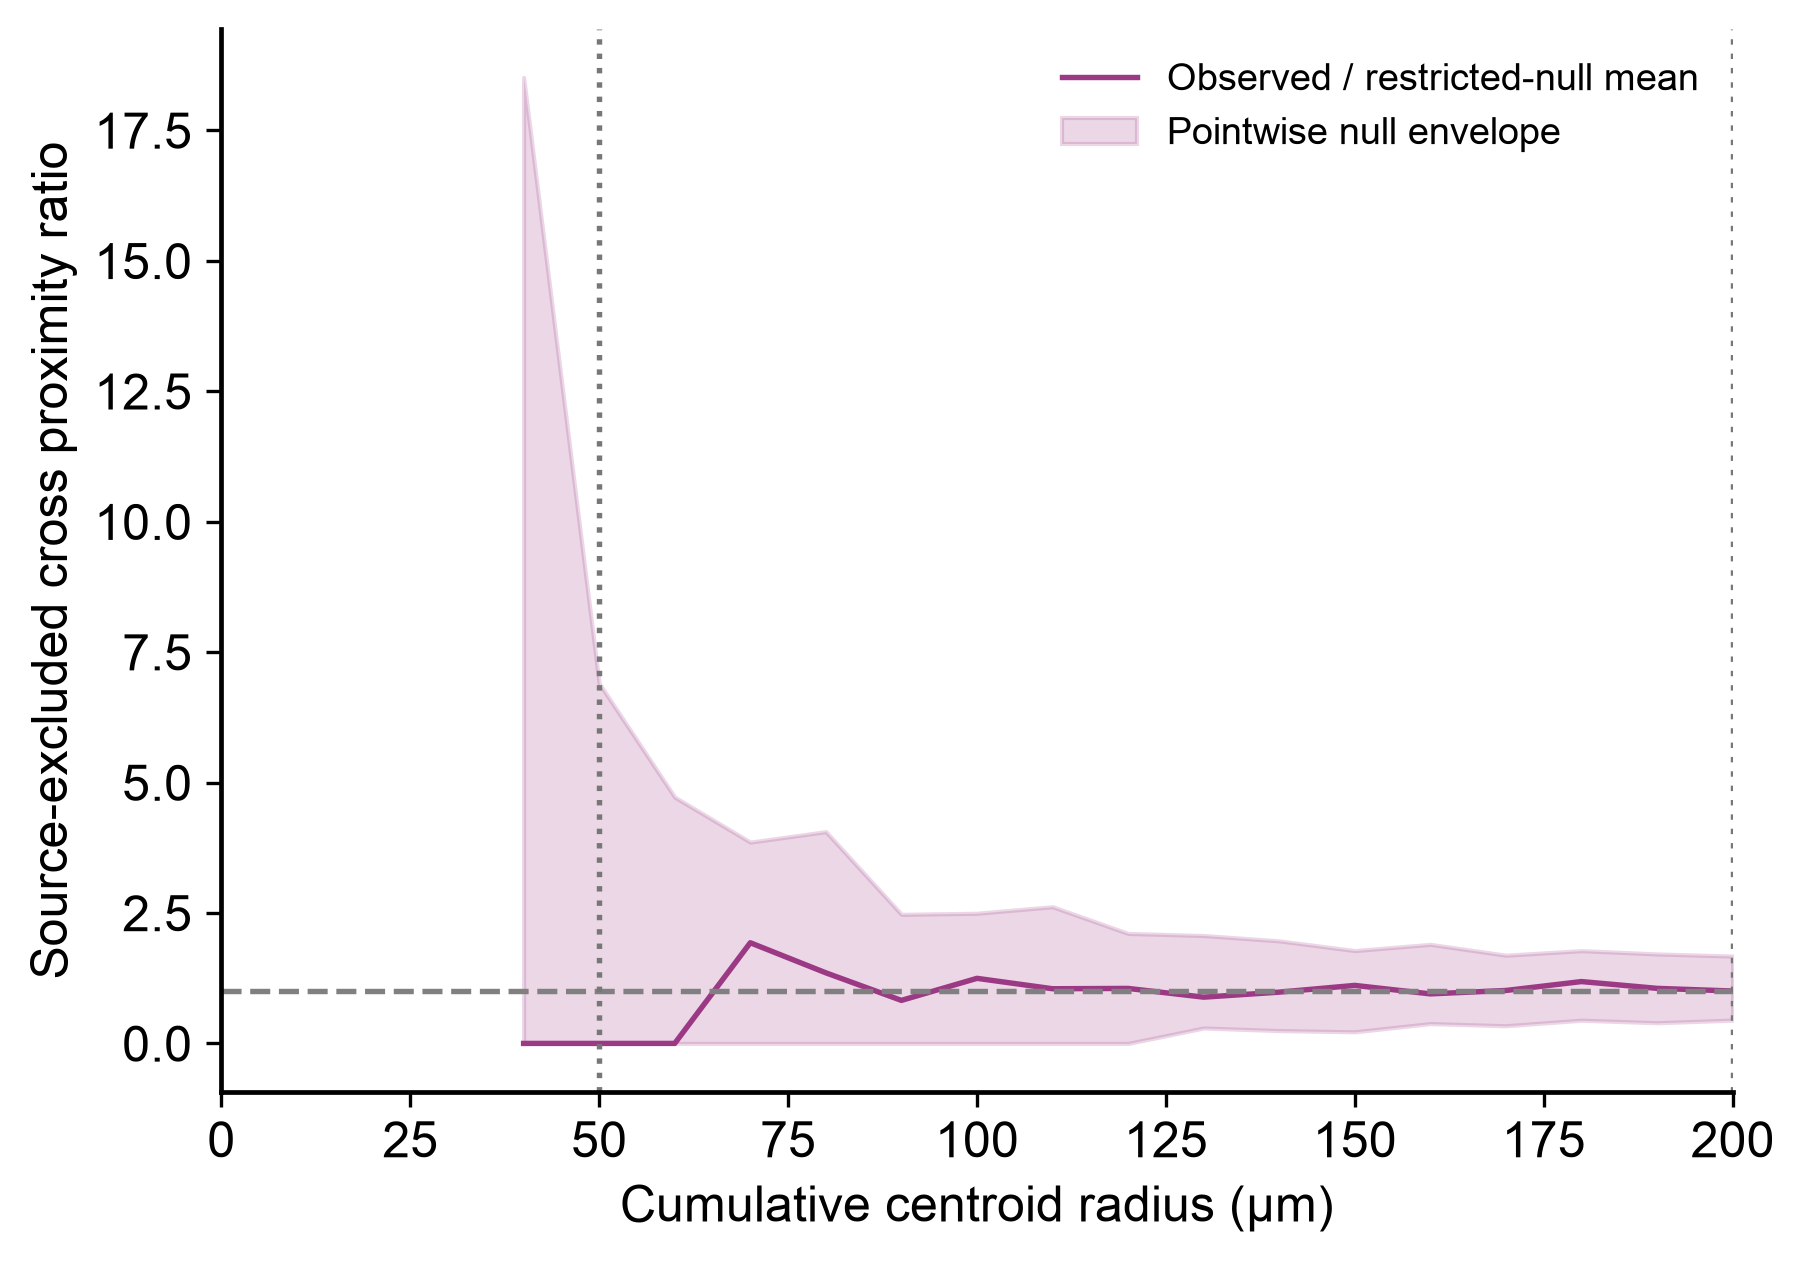 Observed / restricted-null mean
Pointwise null envelope
Source-excluded cross proximity ratio
17.5
15.0
12.5
10.0
7.5
5.0
2.5
0.0
0 25 50 75 100 125 150 175 200
Cumulative centroid radius (µm)